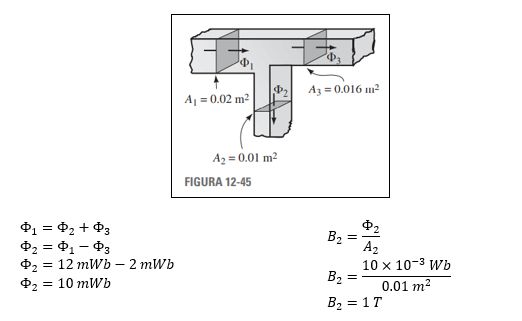 Φ₁
Φ₃
A₁ = 0.02 m²
Φ₂
A₃ = 0.016 m²
A₂ = 0.01 m²
FIGURA 12-45
Φ₁ = Φ₂ + Φ₃
Φ₂ = Φ₁ − Φ₃
Φ₂ = 12 mWb − 2 mWb
Φ₂ = 10 mWb
B₂ = Φ₂ / A₂
B₂ = 10 × 10⁻³ Wb / 0.01 m²
B₂ = 1 T